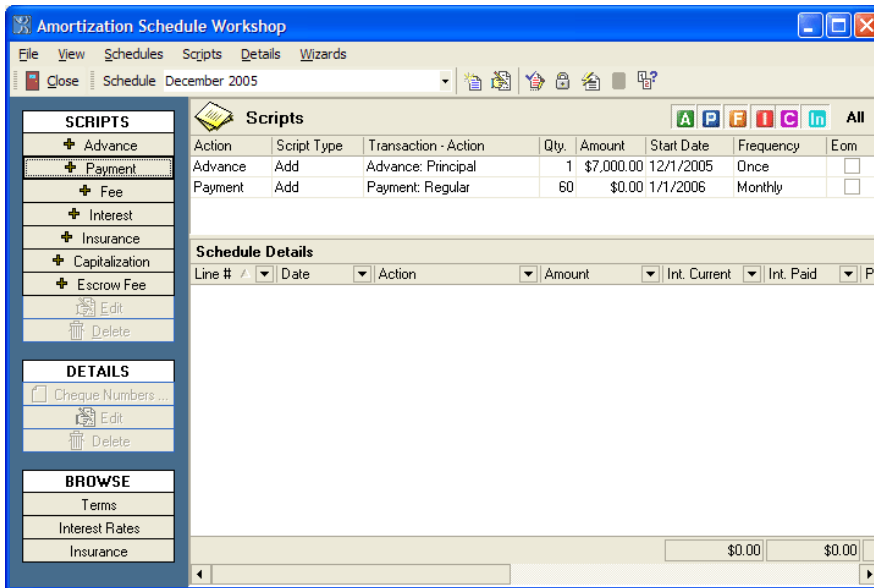 Amortization Schedule Workshop
File View Schedules Scripts Details Wizards
Close Schedule December 2005
SCRIPTS
Advance
Payment
Fee
Interest
Insurance
Capitalization
Escrow Fee
Edit
Delete
DETAILS
Cheque Numbers ...
Edit
Delete
BROWSE
Terms
Interest Rates
Insurance
Scripts A P F I C In All
Action Script Type Transaction - Action Qty. Amount Start Date Frequency Eom
Advance Add Advance: Principal 1 $7,000.00 12/1/2005 Once
Payment Add Payment: Regular 60 $0.00 1/1/2006 Monthly
Schedule Details
Line # Date Action Amount Int. Current Int. Paid P
$0.00 $0.00